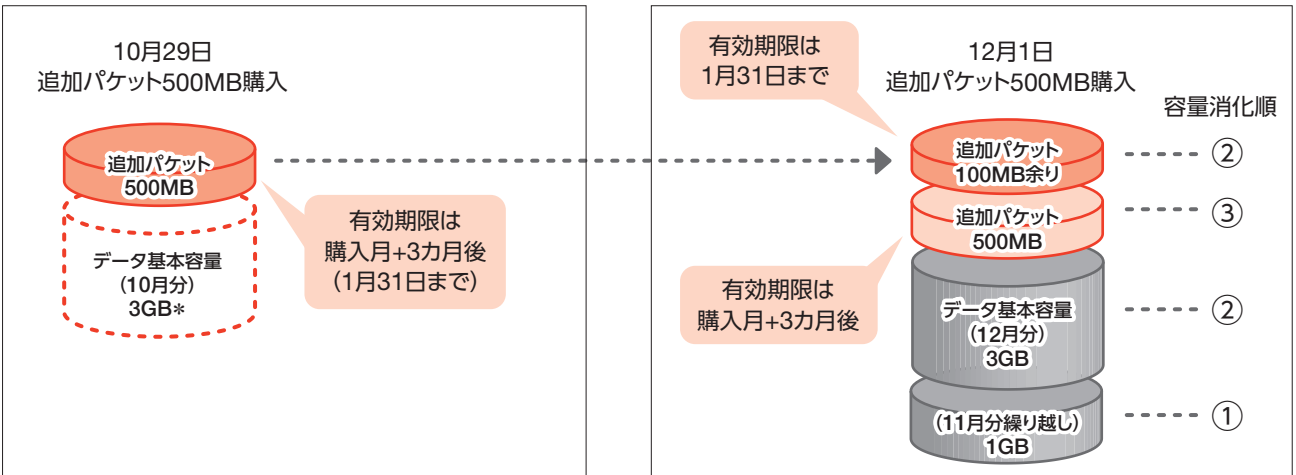 10月29日
追加パケット500MB購入
追加パケット
500MB
データ基本容量
(10月分)
3GB*
有効期限は
購入月+3カ月後
(1月31日まで)
有効期限は
1月31日まで
12月1日
追加パケット500MB購入
容量消化順
追加パケット
100MB余り
②
追加パケット
500MB
③
有効期限は
購入月+3カ月後
データ基本容量
(12月分)
3GB
②
(11月分繰り越し)
1GB
①